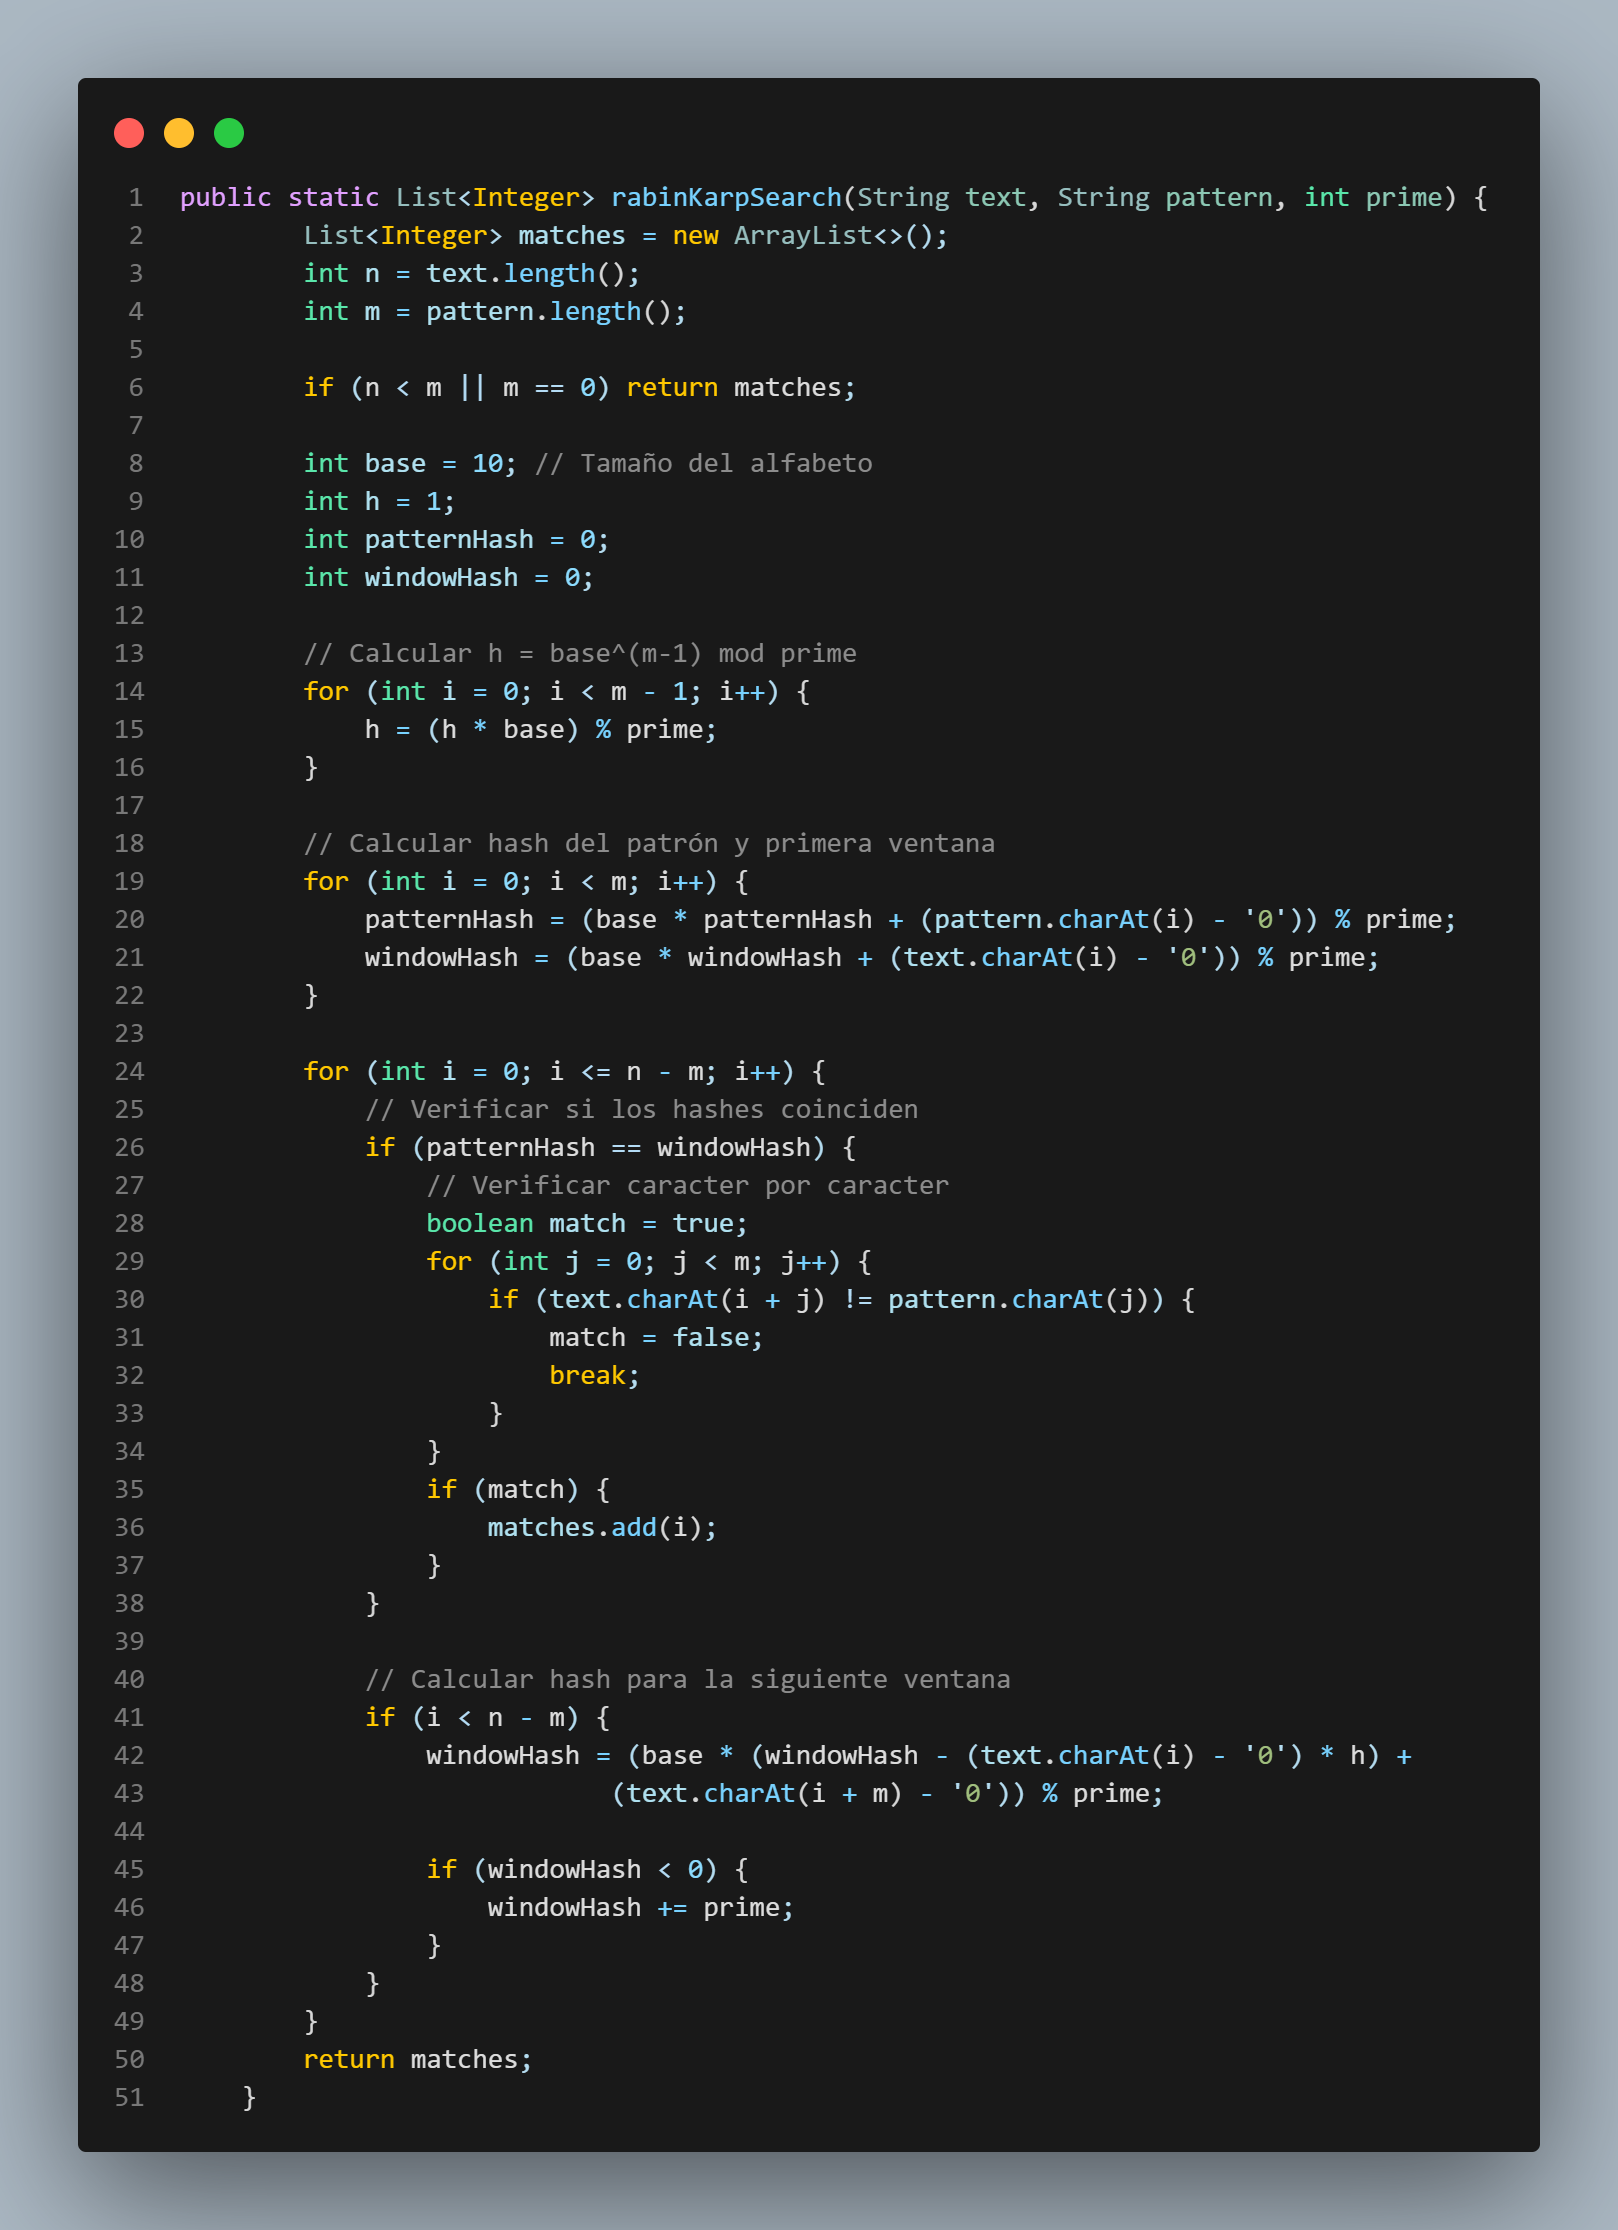 1 public static List<Integer> rabinKarpSearch(String text, String pattern, int prime) {
2 List<Integer> matches = new ArrayList<>();
3 int n = text.length();
4 int m = pattern.length();
5
6 if (n < m || m == 0) return matches;
7
8 int base = 10; // Tamaño del alfabeto
9 int h = 1;
10 int patternHash = 0;
11 int windowHash = 0;
12
13 // Calcular h = base^(m-1) mod prime
14 for (int i = 0; i < m - 1; i++) {
15 h = (h * base) % prime;
16 }
17
18 // Calcular hash del patrón y primera ventana
19 for (int i = 0; i < m; i++) {
20 patternHash = (base * patternHash + (pattern.charAt(i) - '0')) % prime;
21 windowHash = (base * windowHash + (text.charAt(i) - '0')) % prime;
22 }
23
24 for (int i = 0; i <= n - m; i++) {
25 // Verificar si los hashes coinciden
26 if (patternHash == windowHash) {
27 // Verificar caracter por caracter
28 boolean match = true;
29 for (int j = 0; j < m; j++) {
30 if (text.charAt(i + j) != pattern.charAt(j)) {
31 match = false;
32 break;
33 }
34 }
35 if (match) {
36 matches.add(i);
37 }
38 }
39
40 // Calcular hash para la siguiente ventana
41 if (i < n - m) {
42 windowHash = (base * (windowHash - (text.charAt(i) - '0') * h) +
43 (text.charAt(i + m) - '0')) % prime;
44
45 if (windowHash < 0) {
46 windowHash += prime;
47 }
48 }
49 }
50 return matches;
51 }